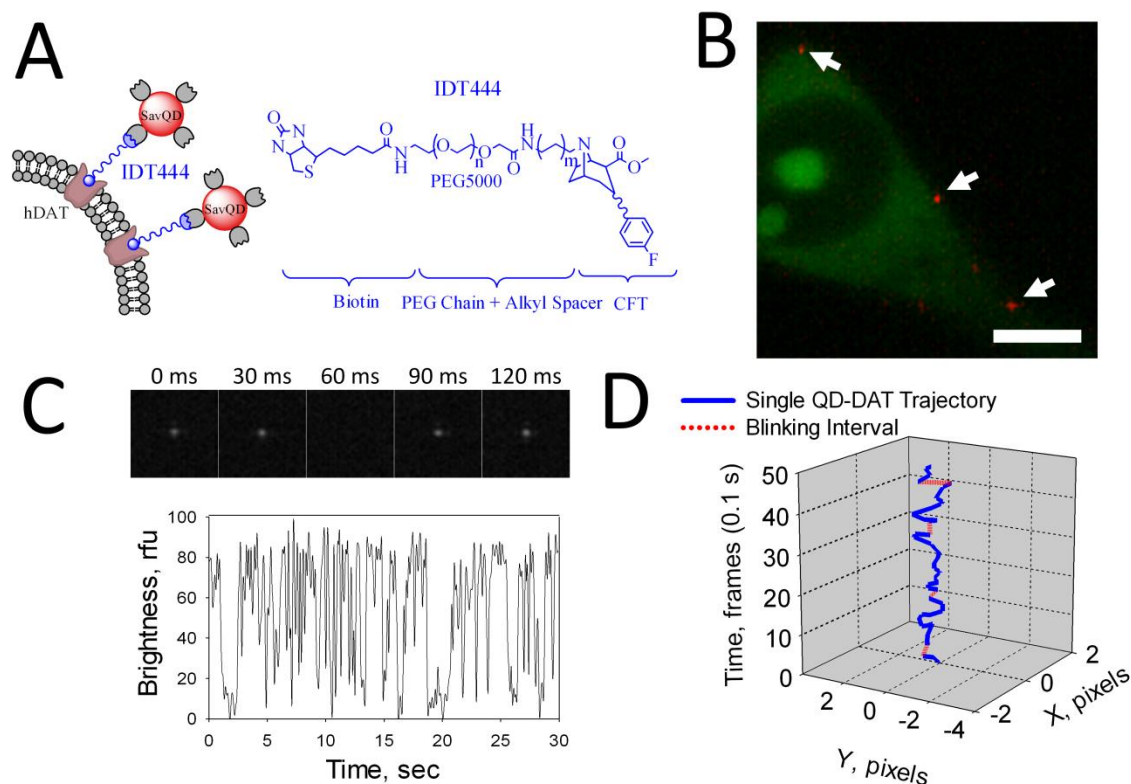 A
SavQD
IDT444
hDAT
SavQD
IDT444
O
N
N
S
O
N
H
O
n
O
O
H
N
m
N
O
O
F
PEG5000
Biotin
PEG Chain + Alkyl Spacer
CFT
B
C
0 ms
30 ms
60 ms
90 ms
120 ms
Brightness, rfu
100
80
60
40
20
0
0
5
10
15
20
25
30
Time, sec
D
Single QD-DAT Trajectory
Blinking Interval
Time, frames (0.1 s)
50
40
30
20
10
0
2
0
-2
-4
Y, pixels
-2
0
2
X, pixels